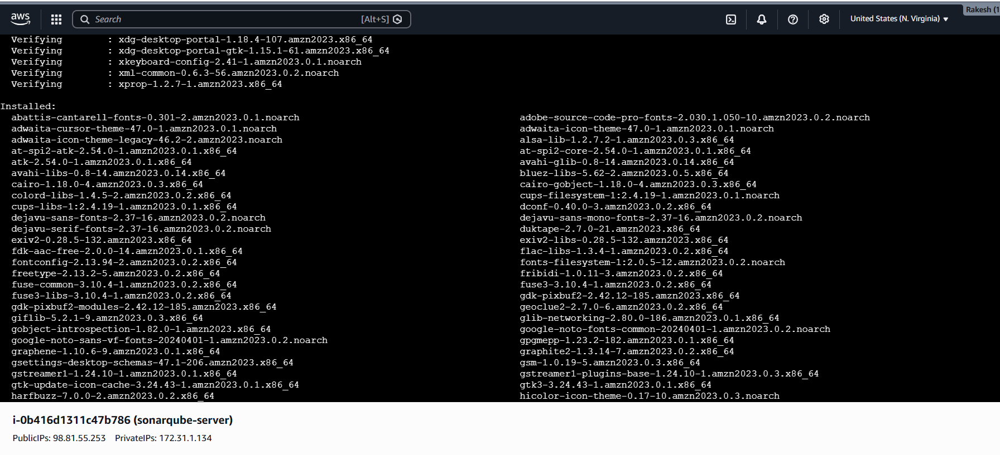 Rakesh (1
aws Search [Alt+S] United States (N. Virginia)
Verifying : xdg-desktop-portal-1.18.4-107.amzn2023.x86_64
Verifying : xdg-desktop-portal-gtk-1.15.1-61.amzn2023.x86_64
Verifying : xkeyboard-config-2.41-1.amzn2023.0.1.noarch
Verifying : xml-common-0.6.3-56.amzn2023.0.2.noarch
Verifying : xprop-1.2.7-1.amzn2023.x86_64
Installed:
abattis-cantarell-fonts-0.301-2.amzn2023.0.1.noarch adobe-source-code-pro-fonts-2.030.1.050-10.amzn2023.0.2.noarch
adwaita-cursor-theme-47.0-1.amzn2023.0.1.noarch adwaita-icon-theme-47.0-1.amzn2023.0.1.noarch
adwaita-icon-theme-legacy-46.2-2.amzn2023.noarch alsa-lib-1.2.7.2-1.amzn2023.0.3.x86_64
at-spi2-atk-2.54.0-1.amzn2023.0.1.x86_64 at-spi2-core-2.54.0-1.amzn2023.0.1.x86_64
atk-2.54.0-1.amzn2023.0.1.x86_64 avahi-glib-0.8-14.amzn2023.0.14.x86_64
avahi-libs-0.8-14.amzn2023.0.14.x86_64 bluez-libs-5.62-2.amzn2023.0.5.x86_64
cairo-1.18.0-4.amzn2023.0.3.x86_64 cairo-gobject-1.18.0-4.amzn2023.0.3.x86_64
colord-libs-1.4.5-2.amzn2023.0.2.x86_64 cups-filesystem-1:2.4.19-1.amzn2023.0.1.noarch
cups-libs-1:2.4.19-1.amzn2023.0.1.x86_64 dconf-0.40.0-3.amzn2023.0.2.x86_64
dejavu-sans-fonts-2.37-16.amzn2023.0.2.noarch dejavu-sans-mono-fonts-2.37-16.amzn2023.0.2.noarch
dejavu-serif-fonts-2.37-16.amzn2023.0.2.noarch duktape-2.7.0-21.amzn2023.x86_64
exiv2-0.28.5-132.amzn2023.x86_64 exiv2-libs-0.28.5-132.amzn2023.x86_64
fdk-aac-free-2.0.0-14.amzn2023.0.1.x86_64 flac-libs-1.3.4-1.amzn2023.0.2.x86_64
fontconfig-2.13.94-2.amzn2023.0.2.x86_64 fonts-filesystem-1:2.0.5-12.amzn2023.0.2.noarch
freetype-2.13.2-5.amzn2023.0.2.x86_64 fribidi-1.0.11-3.amzn2023.0.2.x86_64
fuse-common-3.10.4-1.amzn2023.0.2.x86_64 fuse3-3.10.4-1.amzn2023.0.2.x86_64
fuse3-libs-3.10.4-1.amzn2023.0.2.x86_64 gdk-pixbuf2-2.42.12-185.amzn2023.x86_64
gdk-pixbuf2-modules-2.42.12-185.amzn2023.x86_64 geoclue2-2.7.0-6.amzn2023.0.2.x86_64
giflib-5.2.1-9.amzn2023.0.3.x86_64 glib-networking-2.80.0-186.amzn2023.0.1.x86_64
gobject-introspection-1.82.0-1.amzn2023.x86_64 google-noto-fonts-common-20240401-1.amzn2023.0.2.noarch
google-noto-sans-vf-fonts-20240401-1.amzn2023.0.2.noarch gpgmepp-1.23.2-182.amzn2023.0.1.x86_64
graphene-1.10.6-9.amzn2023.0.1.x86_64 graphite2-1.3.14-7.amzn2023.0.2.x86_64
gsettings-desktop-schemas-47.1-206.amzn2023.x86_64 gsm-1.0.19-5.amzn2023.0.3.x86_64
gstreamer1-1.24.10-1.amzn2023.0.1.x86_64 gstreamer1-plugins-base-1.24.10-1.amzn2023.0.3.x86_64
gtk-update-icon-cache-3.24.43-1.amzn2023.0.1.x86_64 gtk3-3.24.43-1.amzn2023.0.1.x86_64
harfbuzz-7.0.0-2.amzn2023.0.2.x86_64 hicolor-icon-theme-0.17-10.amzn2023.0.3.noarch
i-0b416d1311c47b786 (sonarqube-server)
PublicIPs: 98.81.55.253 PrivateIPs: 172.31.1.134